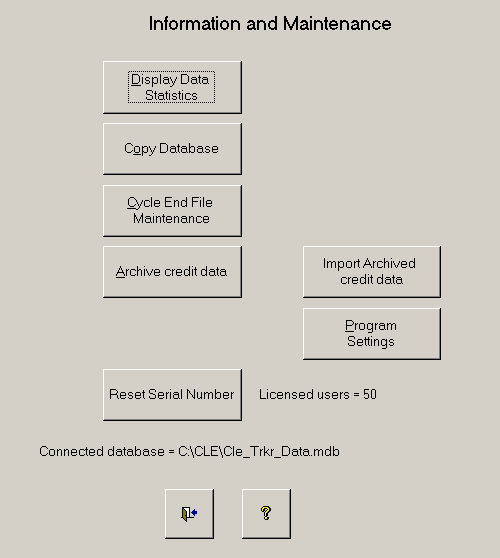 Information and Maintenance
Display Data
Statistics
Copy Database
Cycle End File
Maintenance
Archive credit data
Import Archived
credit data
Program
Settings
Reset Serial Number
Licensed users = 50
Connected database = C:\CLE\Cle_Trkr_Data.mdb
?